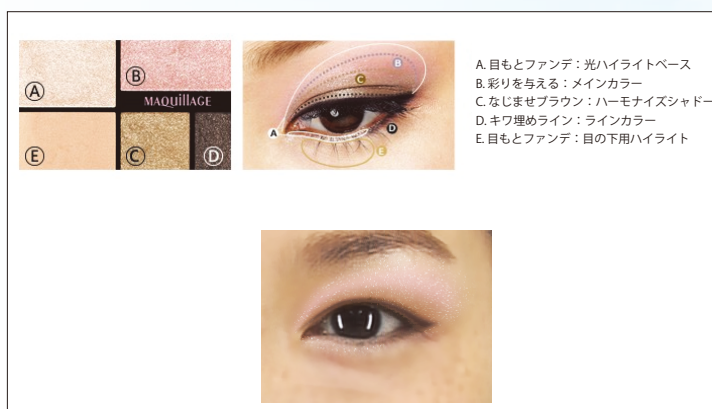 A
B
MAQUillAGE
E
C
D
B
C
A
D
E
A. 目もとファンデ：光ハイライトベース
B. 彩りを与える：メインカラー
C. なじませブラウン：ハーモナイズシャドー
D. キワ埋めライン：ラインカラー
E. 目もとファンデ：目の下用ハイライト